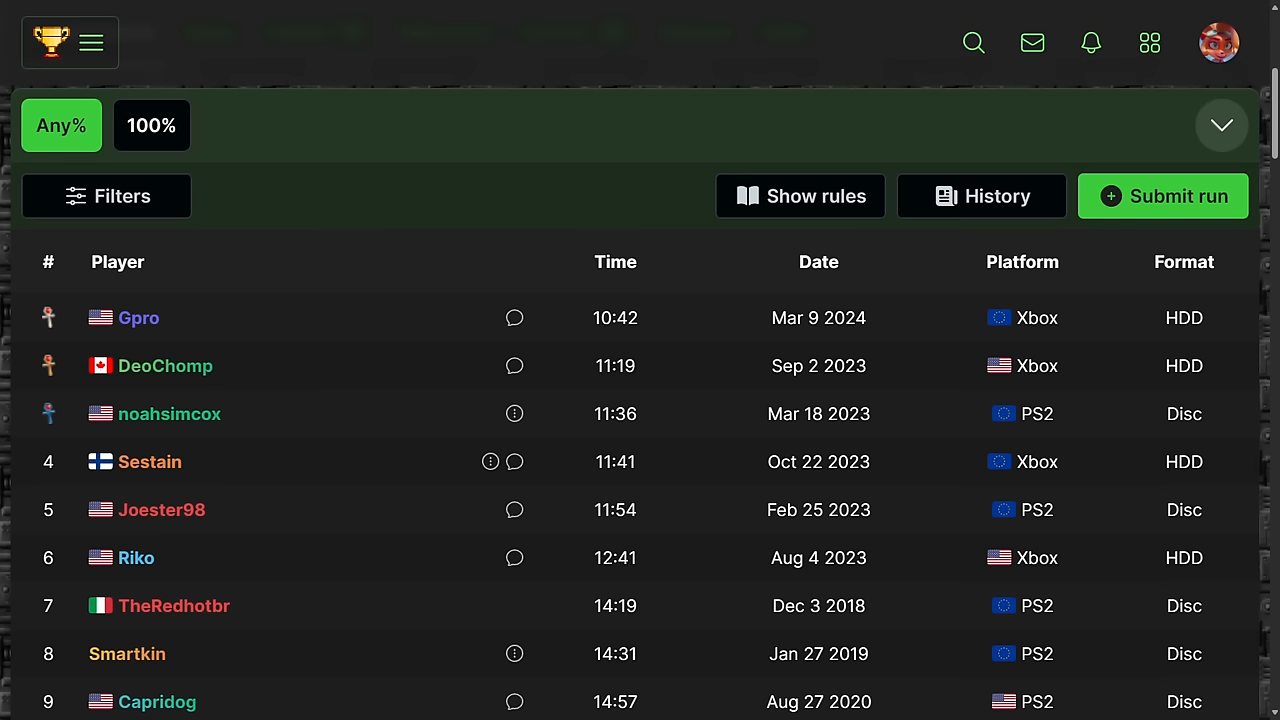 Any% 100%
Filters Show rules History Submit run
# Player Time Date Platform Format
Gpro 10:42 Mar 9 2024 Xbox HDD
DeoChomp 11:19 Sep 2 2023 Xbox HDD
noahsimcox 11:36 Mar 18 2023 PS2 Disc
4 Sestain 11:41 Oct 22 2023 Xbox HDD
5 Joester98 11:54 Feb 25 2023 PS2 Disc
6 Riko 12:41 Aug 4 2023 Xbox HDD
7 TheRedhotbr 14:19 Dec 3 2018 PS2 Disc
8 Smartkin 14:31 Jan 27 2019 PS2 Disc
9 Capridog 14:57 Aug 27 2020 PS2 Disc